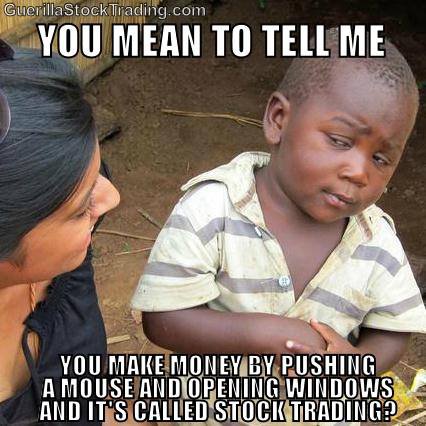 GuerillaStockTrading.com
YOU MEAN TO TELL ME
YOU MAKE MONEY BY PUSHING
A MOUSE AND OPENING WINDOWS
AND IT'S CALLED STOCK TRADING?